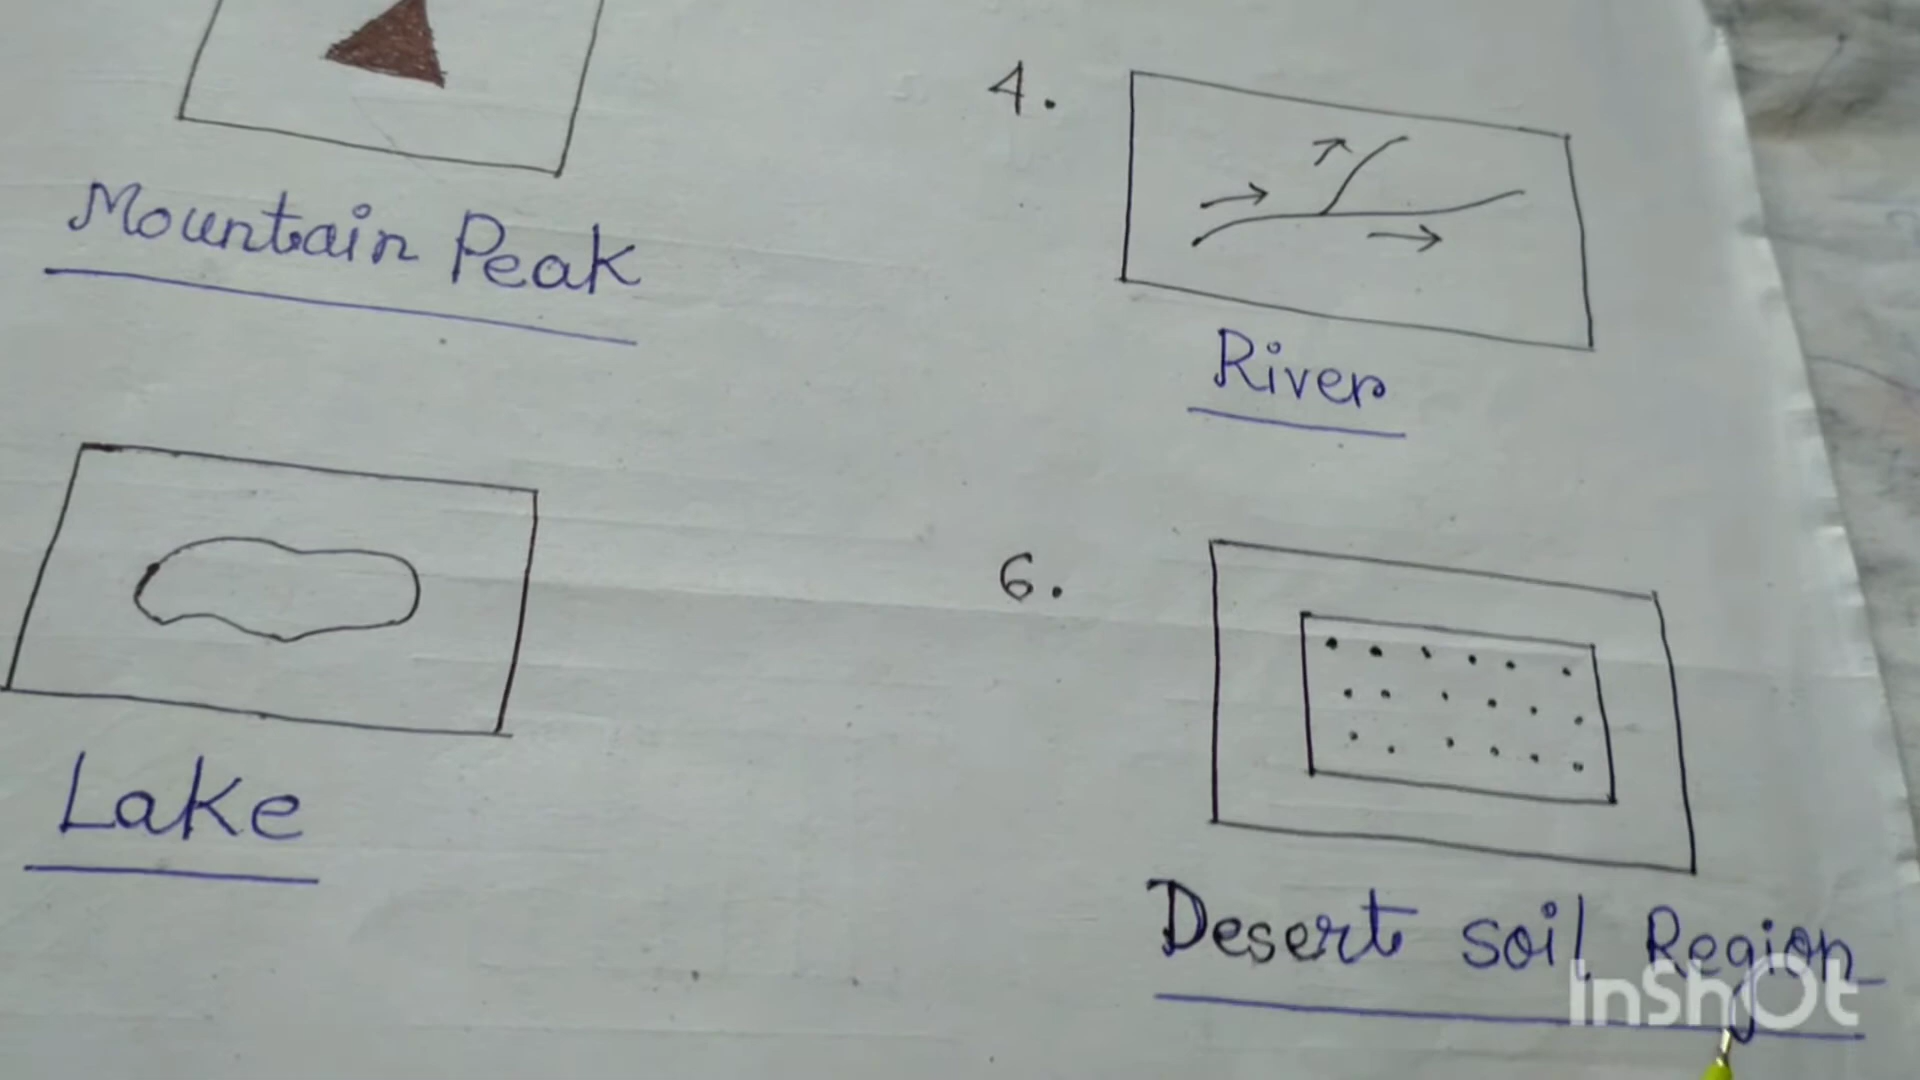 Mountain Peak
4.
River
Lake
6.
Desert soil Region
InShOt